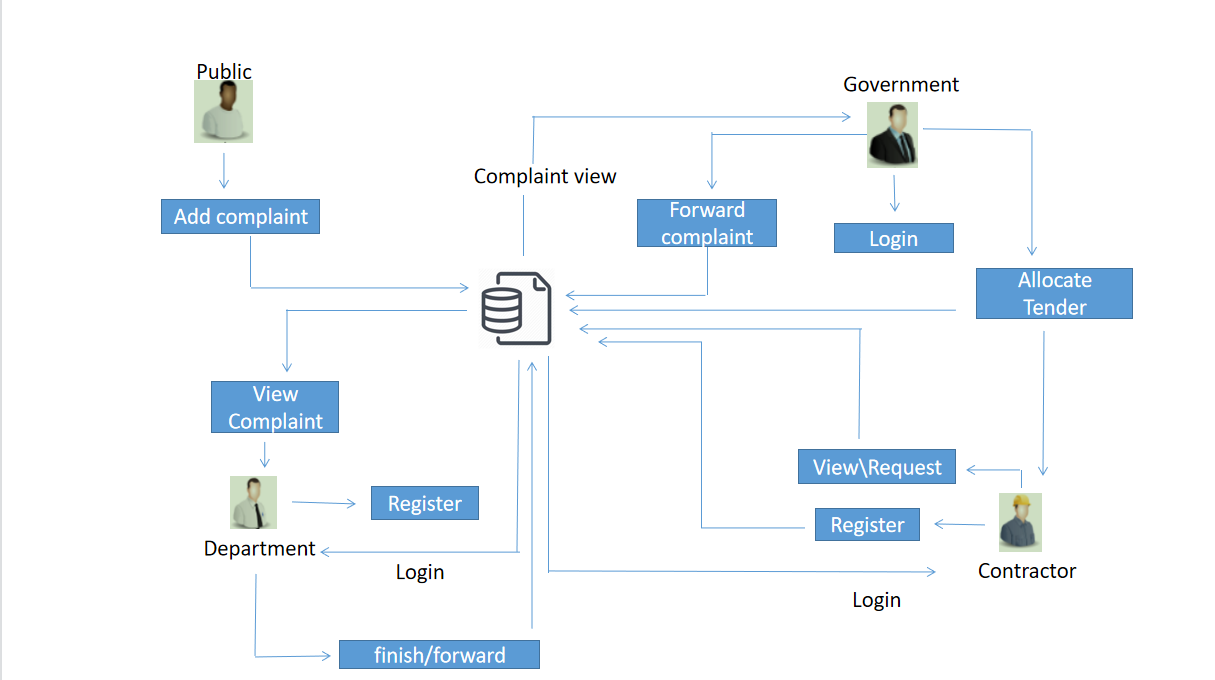 Public
Government
Complaint view
Add complaint
Forward
complaint
Login
Allocate
Tender
View
Complaint
View\Request
Register
Register
Department
Login
Contractor
Login
finish/forward